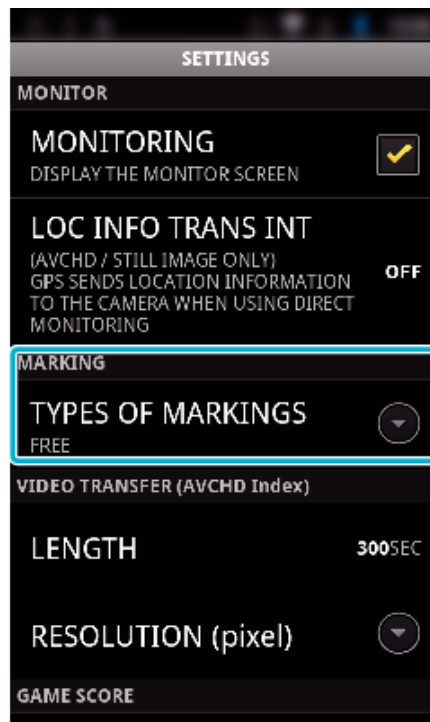 SETTINGS
MONITOR
MONITORING
DISPLAY THE MONITOR SCREEN
LOC INFO TRANS INT
(AVCHD / STILL IMAGE ONLY)
GPS SENDS LOCATION INFORMATION
TO THE CAMERA WHEN USING DIRECT
MONITORING
OFF
MARKING
TYPES OF MARKINGS
FREE
VIDEO TRANSFER (AVCHD Index)
LENGTH 300SEC
RESOLUTION (pixel)
GAME SCORE